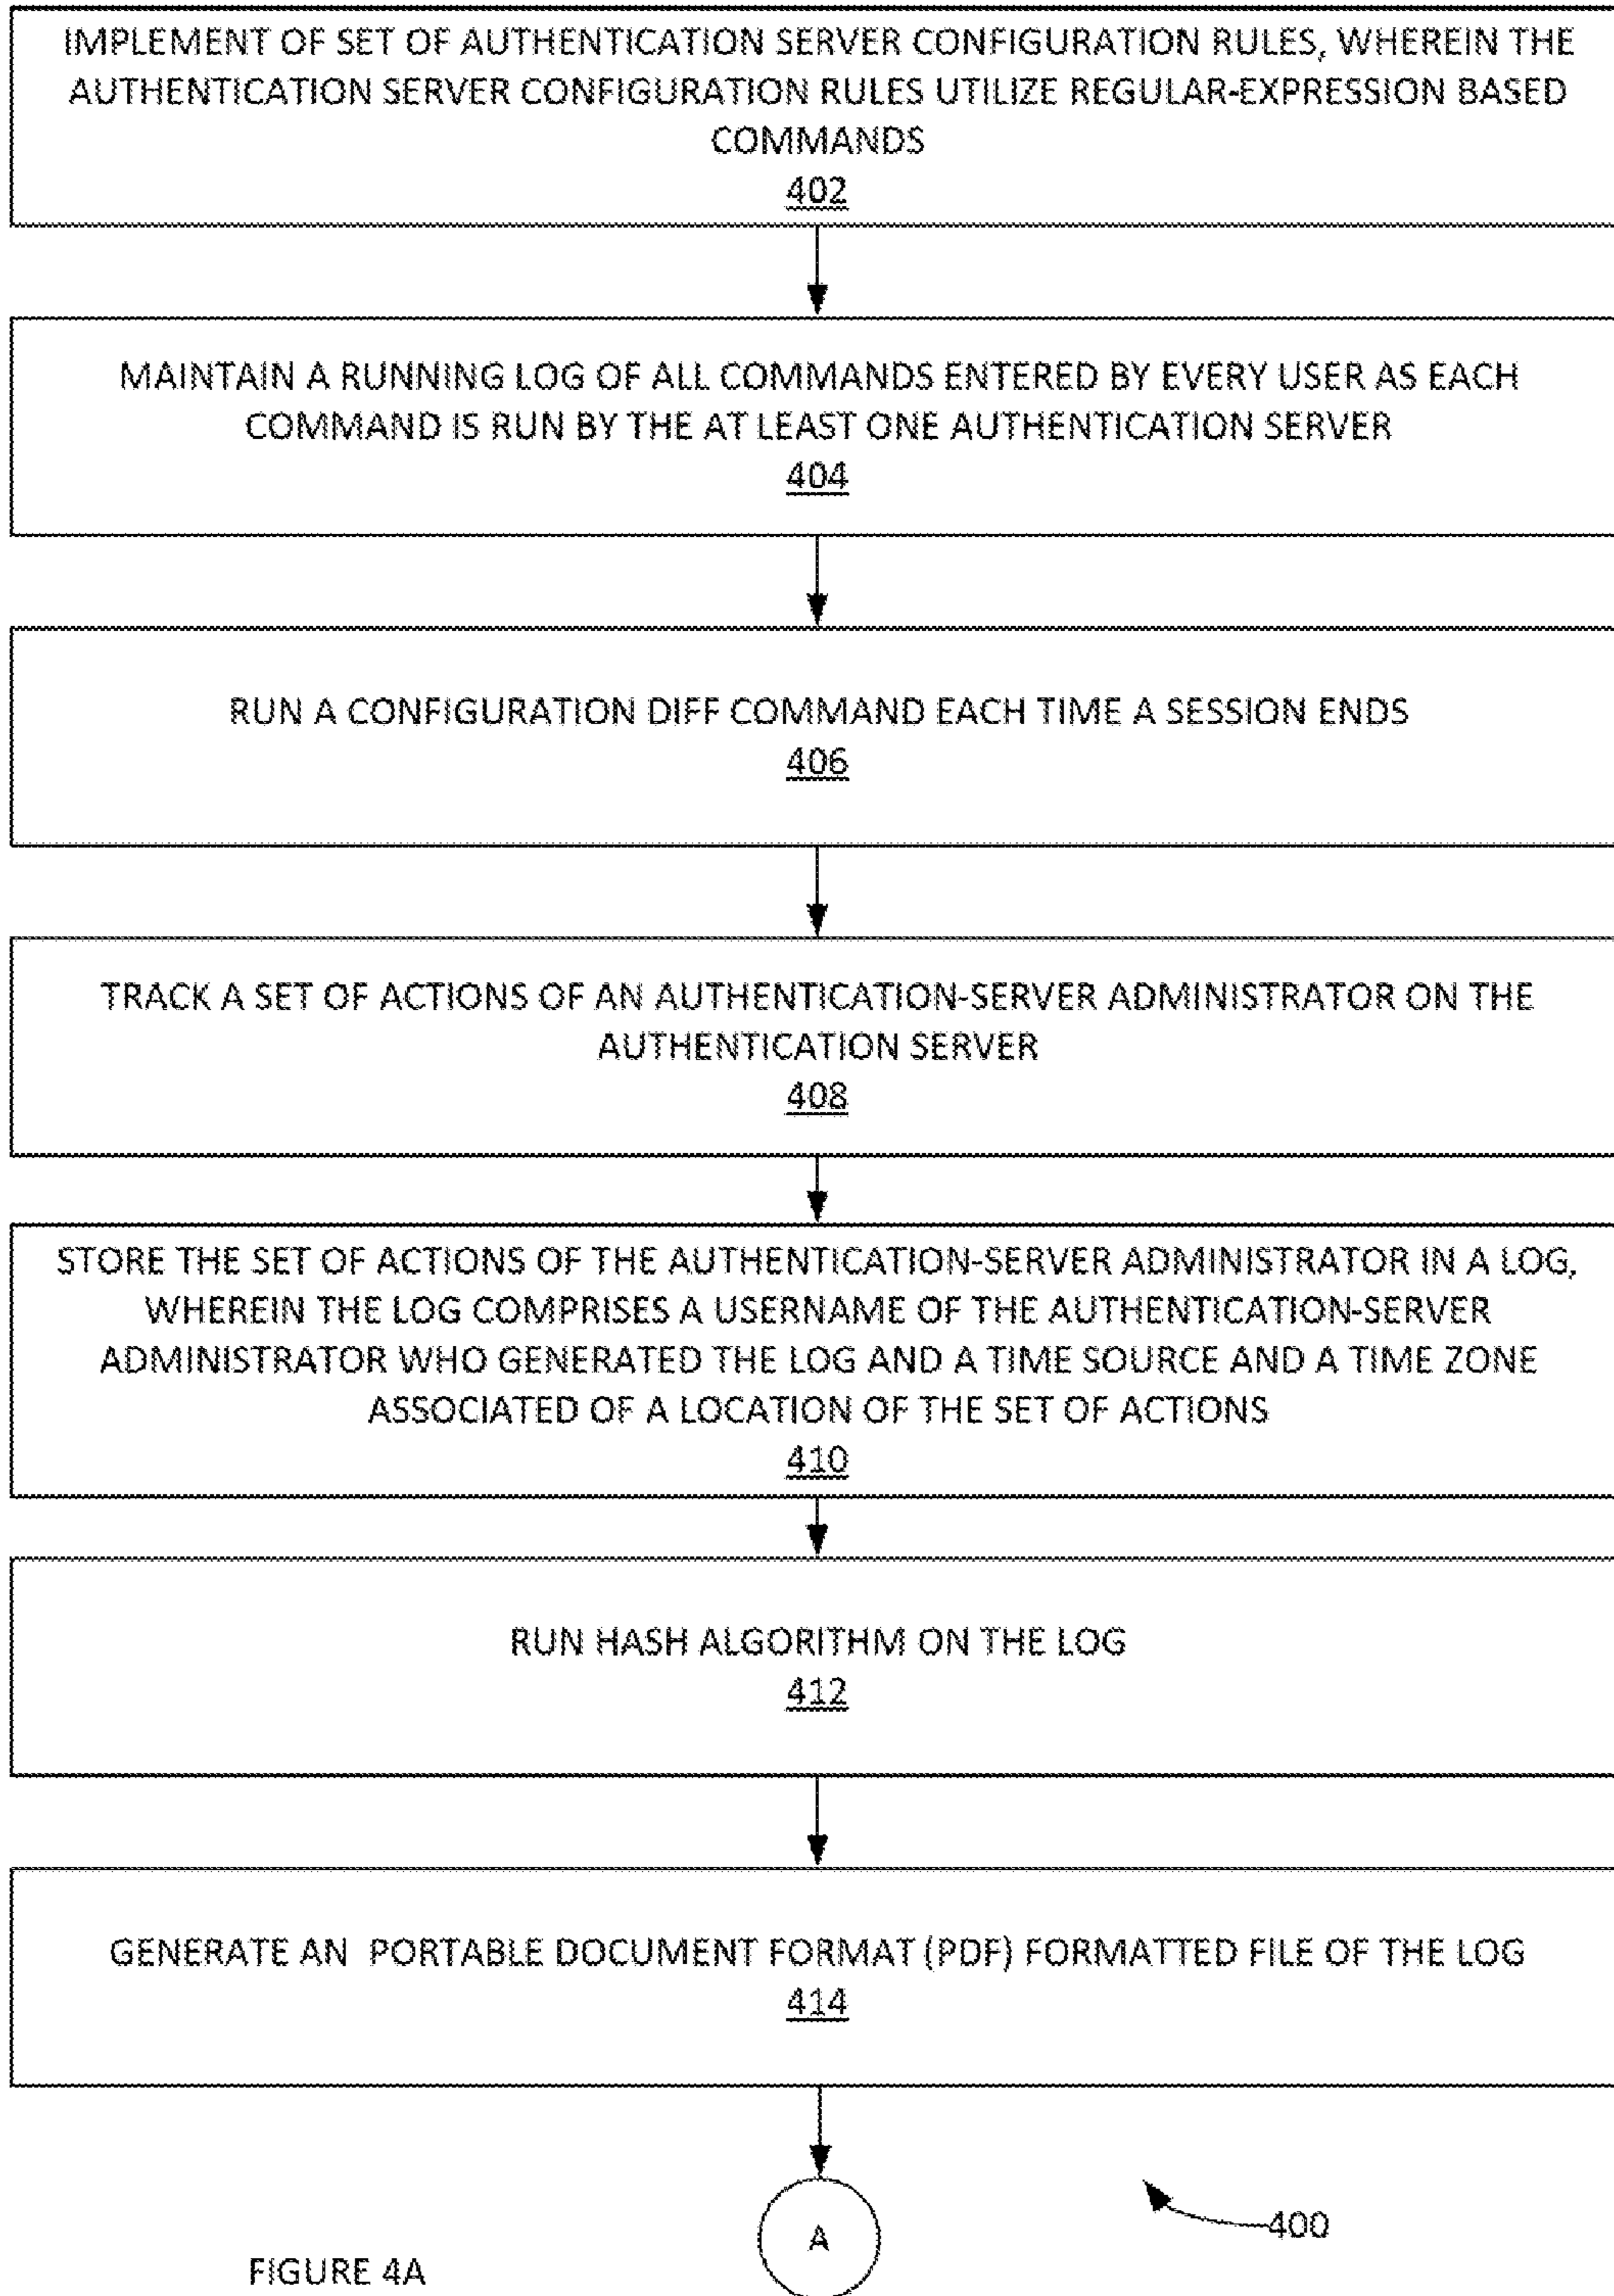 IMPLEMENT OF SET OF AUTHENTICATION SERVER CONFIGURATION RULES, WHEREIN THE
AUTHENTICATION SERVER CONFIGURATION RULES UTILIZE REGULAR-EXPRESSION BASED
COMMANDS
402
MAINTAIN A RUNNING LOG OF ALL COMMANDS ENTERED BY EVERY USER AS EACH
COMMAND IS RUN BY THE AT LEAST ONE AUTHENTICATION SERVER
404
RUN A CONFIGURATION DIFF COMMAND EACH TIME A SESSION ENDS
406
TRACK A SET OF ACTIONS OF AN AUTHENTICATION-SERVER ADMINISTRATOR ON THE
AUTHENTICATION SERVER
408
STORE THE SET OF ACTIONS OF THE AUTHENTICATION-SERVER ADMINISTRATOR IN A LOG,
WHEREIN THE LOG COMPRISES A USERNAME OF THE AUTHENTICATION-SERVER
ADMINISTRATOR WHO GENERATED THE LOG AND A TIME SOURCE AND A TIME ZONE
ASSOCIATED OF A LOCATION OF THE SET OF ACTIONS
410
RUN HASH ALGORITHM ON THE LOG
412
GENERATE AN PORTABLE DOCUMENT FORMAT (PDF) FORMATTED FILE OF THE LOG
414
A
400
FIGURE 4A